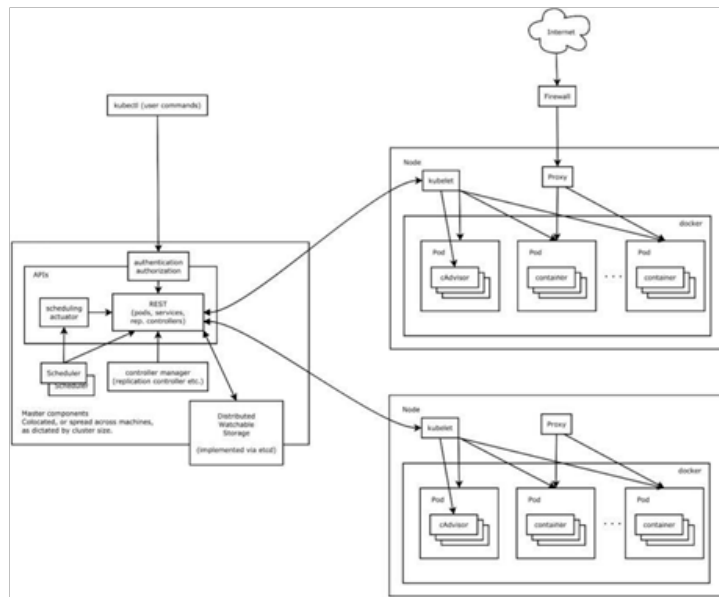 Internet
kubectl (user commands)
Firewall
Node
kubelet
Proxy
docker
Pod
Pod
Pod
cAdvisor
container
. . .
container
authentication
authorization
APIs
REST
(pods, services,
rep. controllers)
scheduling
actuator
Scheduler
Scheduler
controller manager
(replication controller etc.)
Master components
Colocated, or spread across machines,
as dictated by cluster size.
Distributed
Watchable
Storage
(implemented via etcd)
Node
kubelet
Proxy
docker
Pod
Pod
Pod
cAdvisor
container
. . .
container